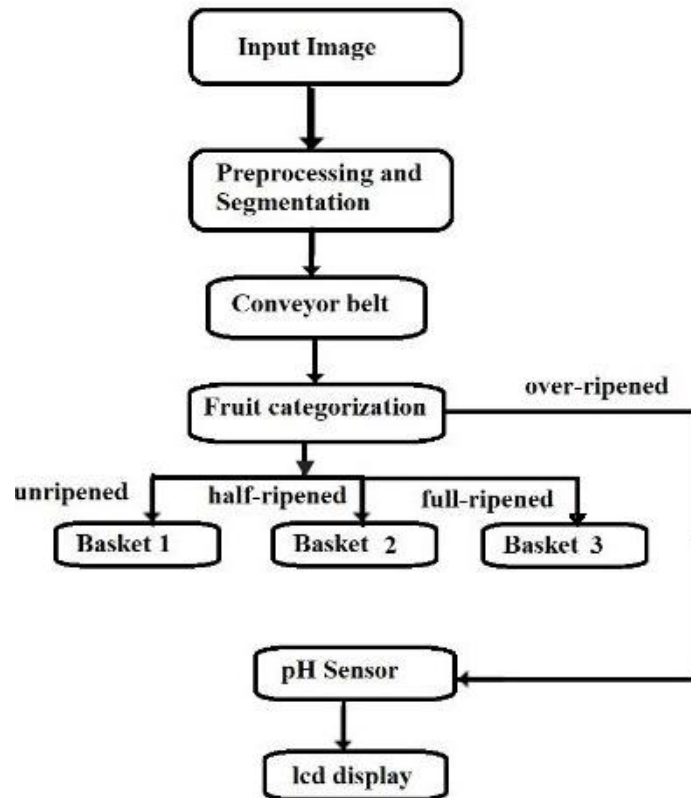 Input Image
Preprocessing and
Segmentation
Conveyor belt
Fruit categorization
over-ripened
unripened
half-ripened
full-ripened
Basket 1
Basket 2
Basket 3
pH Sensor
lcd display